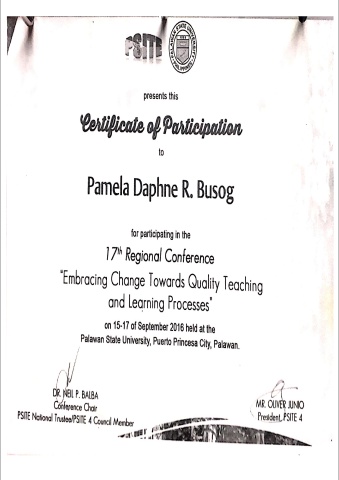 PSITE
presents this
Certificate of Participation
to
Pamela Daphne R. Busog
for participating in the
17th Regional Conference
"Embracing Change Towards Quality Teaching
and Learning Processes"
on 15-17 of September 2016 held at the
Palawan State University, Puerto Princesa City, Palawan.
DR. NEIL P. BALBA
Conference Chair
PSITE National Trustee/PSITE 4 Council Member
MR. OLIVER JUNIO
President, PSITE 4